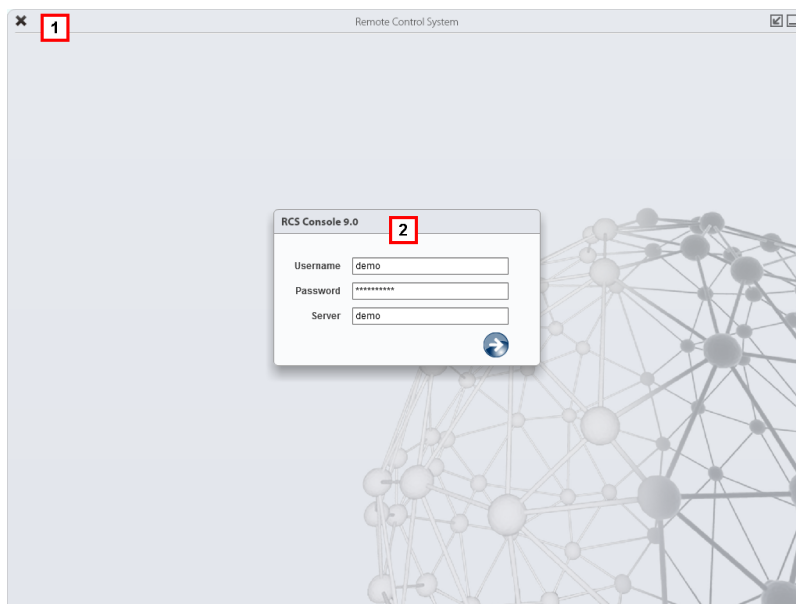 1
Remote Control System
RCS Console 9.0
2
Username demo
Password **********
Server demo